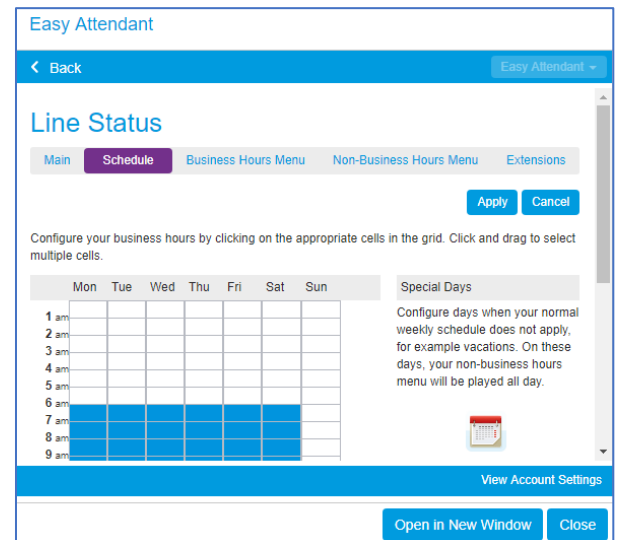 Easy Attendant
Back
Easy Attendant
Line Status
Main Schedule Business Hours Menu Non-Business Hours Menu Extensions
Apply Cancel
Configure your business hours by clicking on the appropriate cells in the grid. Click and drag to select
multiple cells.
Mon Tue Wed Thu Fri Sat Sun
1 am
2 am
3 am
4 am
5 am
6 am
7 am
8 am
9 am
Special Days
Configure days when your normal
weekly schedule does not apply,
for example vacations. On these
days, your non-business hours
menu will be played all day.
View Account Settings
Open in New Window Close